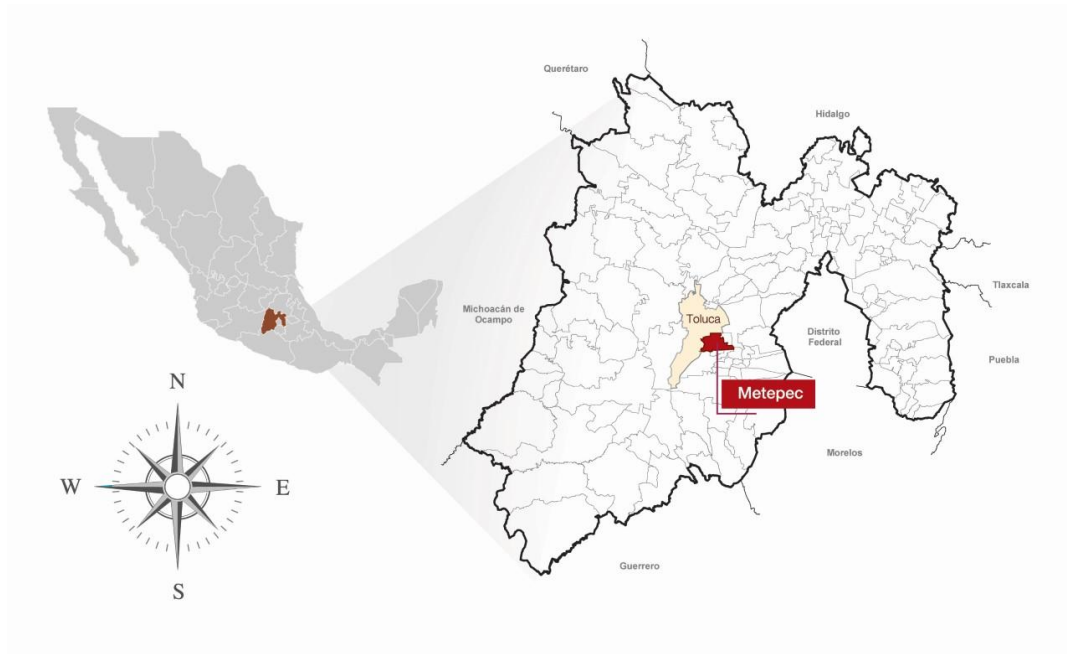 Querétaro
Hidalgo
Tlaxcala
Michoacán de
Ocampo
Toluca
Distrito
Federal
Puebla
Metepec
Morelos
Guerrero
N
W
E
S